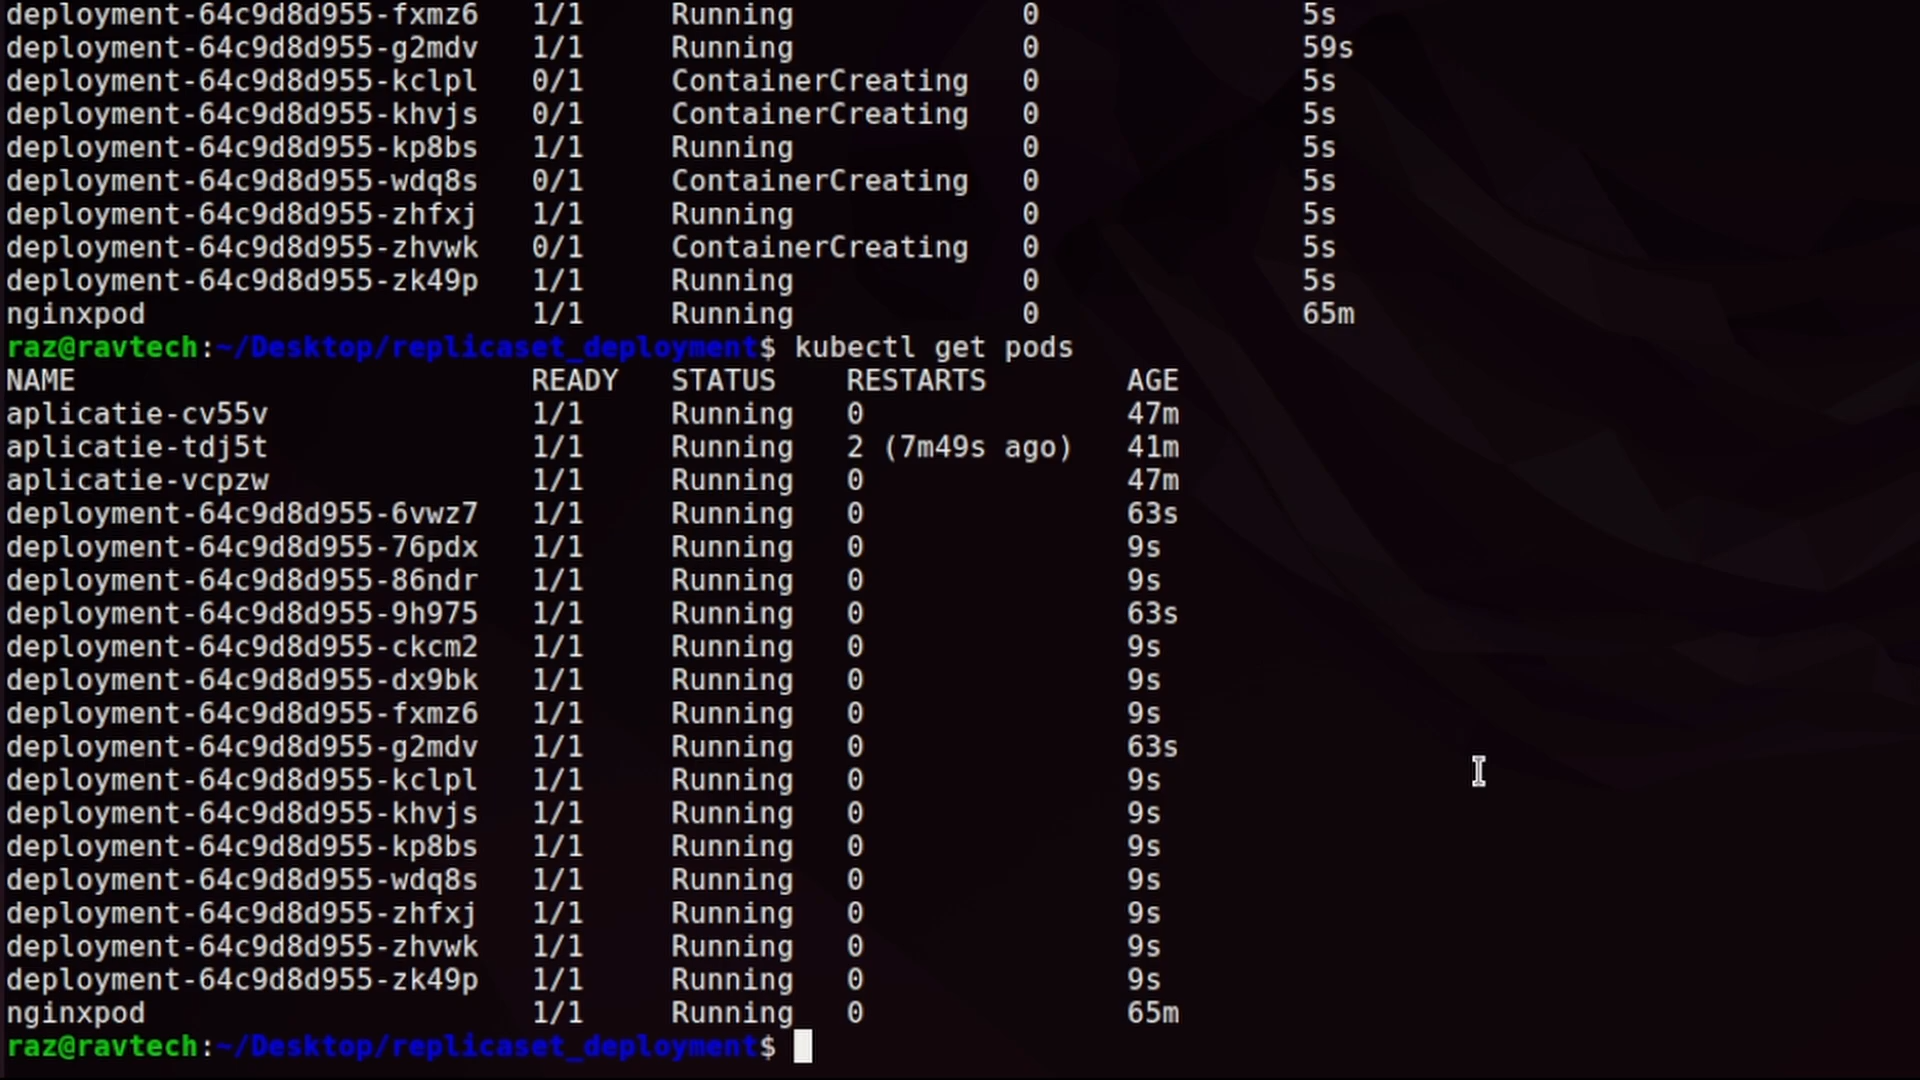 deployment-64c9d8d955-fxmz6   1/1     Running             0               5s
deployment-64c9d8d955-g2mdv   1/1     Running             0               59s
deployment-64c9d8d955-kclpl   0/1     ContainerCreating   0               5s
deployment-64c9d8d955-khvjs   0/1     ContainerCreating   0               5s
deployment-64c9d8d955-kp8bs   1/1     Running             0               5s
deployment-64c9d8d955-wdq8s   0/1     ContainerCreating   0               5s
deployment-64c9d8d955-zhfxj   1/1     Running             0               5s
deployment-64c9d8d955-zhvwk   0/1     ContainerCreating   0               5s
deployment-64c9d8d955-zk49p   1/1     Running             0               5s
nginxpod                      1/1     Running             0               65m
raz@ravtech:~/Desktop/replicaset_deployment$ kubectl get pods
NAME                          READY   STATUS    RESTARTS        AGE
aplicatie-cv55v               1/1     Running   0               47m
aplicatie-tdj5t               1/1     Running   2 (7m49s ago)   41m
aplicatie-vcpzw               1/1     Running   0               47m
deployment-64c9d8d955-6vwz7   1/1     Running   0               63s
deployment-64c9d8d955-76pdx   1/1     Running   0               9s
deployment-64c9d8d955-86ndr   1/1     Running   0               9s
deployment-64c9d8d955-9h975   1/1     Running   0               63s
deployment-64c9d8d955-ckcm2   1/1     Running   0               9s
deployment-64c9d8d955-dx9bk   1/1     Running   0               9s
deployment-64c9d8d955-fxmz6   1/1     Running   0               9s
deployment-64c9d8d955-g2mdv   1/1     Running   0               63s
deployment-64c9d8d955-kclpl   1/1     Running   0               9s
deployment-64c9d8d955-khvjs   1/1     Running   0               9s
deployment-64c9d8d955-kp8bs   1/1     Running   0               9s
deployment-64c9d8d955-wdq8s   1/1     Running   0               9s
deployment-64c9d8d955-zhfxj   1/1     Running   0               9s
deployment-64c9d8d955-zhvwk   1/1     Running   0               9s
deployment-64c9d8d955-zk49p   1/1     Running   0               9s
nginxpod                      1/1     Running   0               65m
raz@ravtech:~/Desktop/replicaset_deployment$